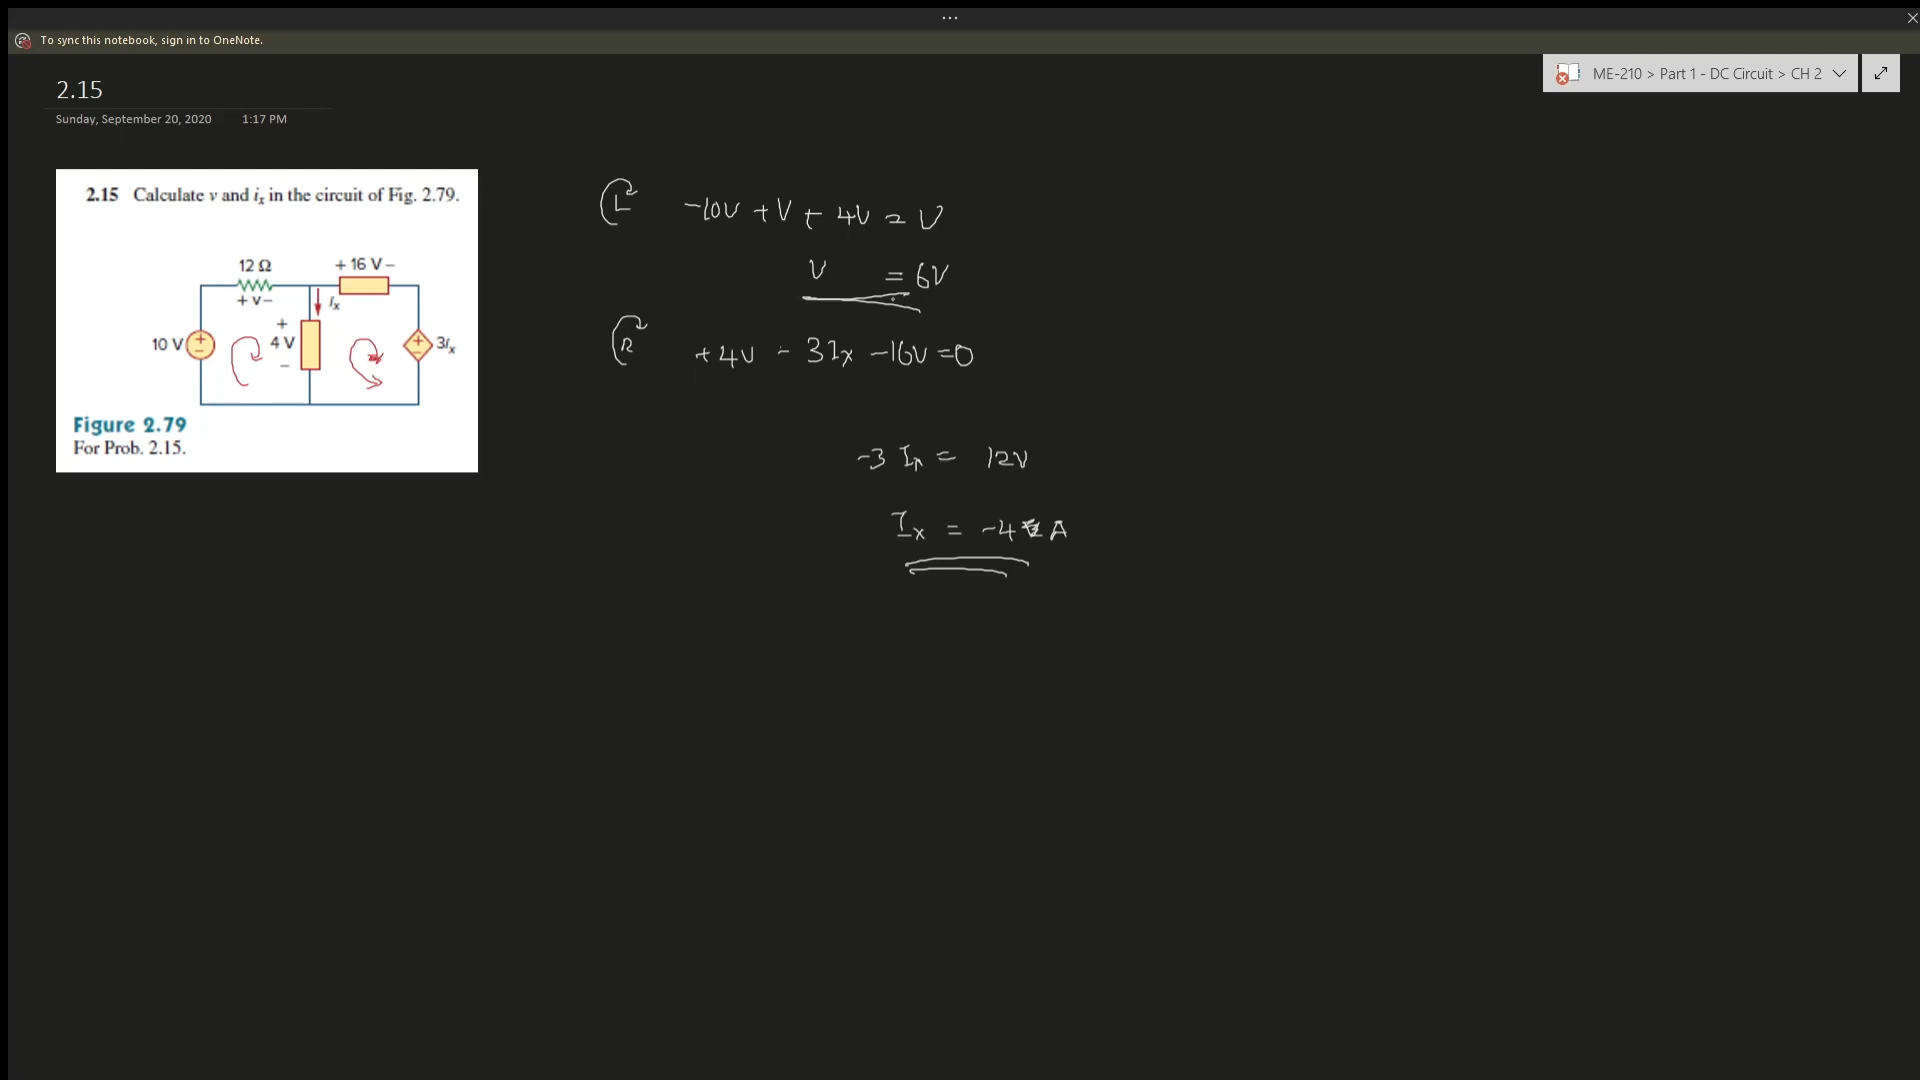 ...
To sync this notebook, sign in to OneNote.
ME-210 > Part 1 - DC Circuit > CH 2
2.15
Sunday, September 20, 2020 1:17 PM
2.15 Calculate v and iₓ in the circuit of Fig. 2.79.
12 Ω
+ 16 V −
+ v −
Iₓ
+
10 V
+
−
4 V
−
+
−
3Iₓ
Figure 2.79
For Prob. 2.15.
L
-10V + V + 4V = V
V = 6V
R
+4V - 3Ix -16V = 0
-3 Ix = 12V
Ix = -4 A